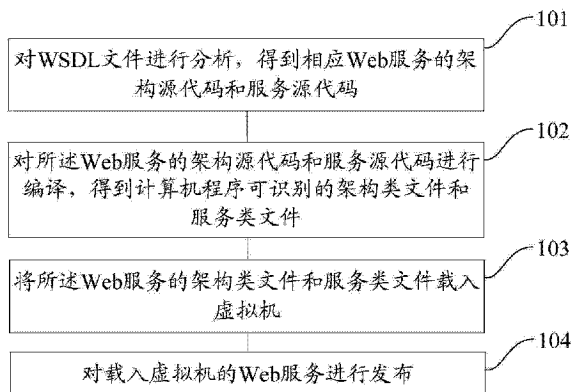 101
对WSDL文件进行分析，得到相应Web服务的架
构源代码和服务源代码
102
对所述Web服务的架构源代码和服务源代码进行
编译，得到计算机程序可识别的架构类文件和
服务类文件
103
将所述Web服务的架构类文件和服务类文件载入
虚拟机
104
对载入虚拟机的Web服务进行发布